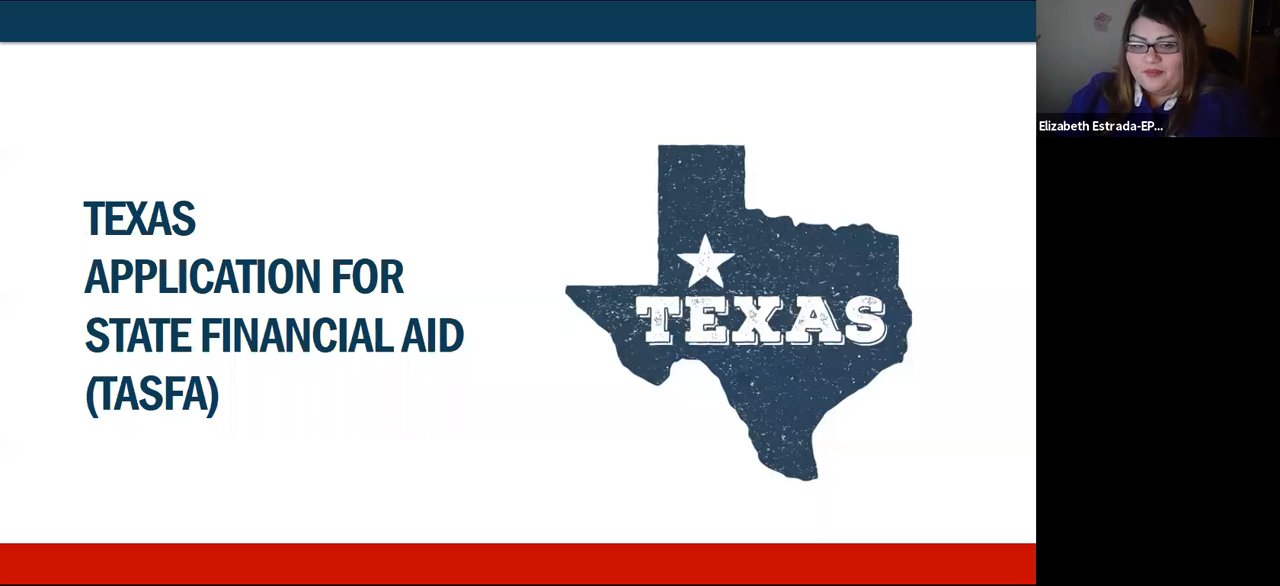 TEXAS
APPLICATION FOR
STATE FINANCIAL AID
(TASFA)
TEXAS
Elizabeth Estrada-EP...